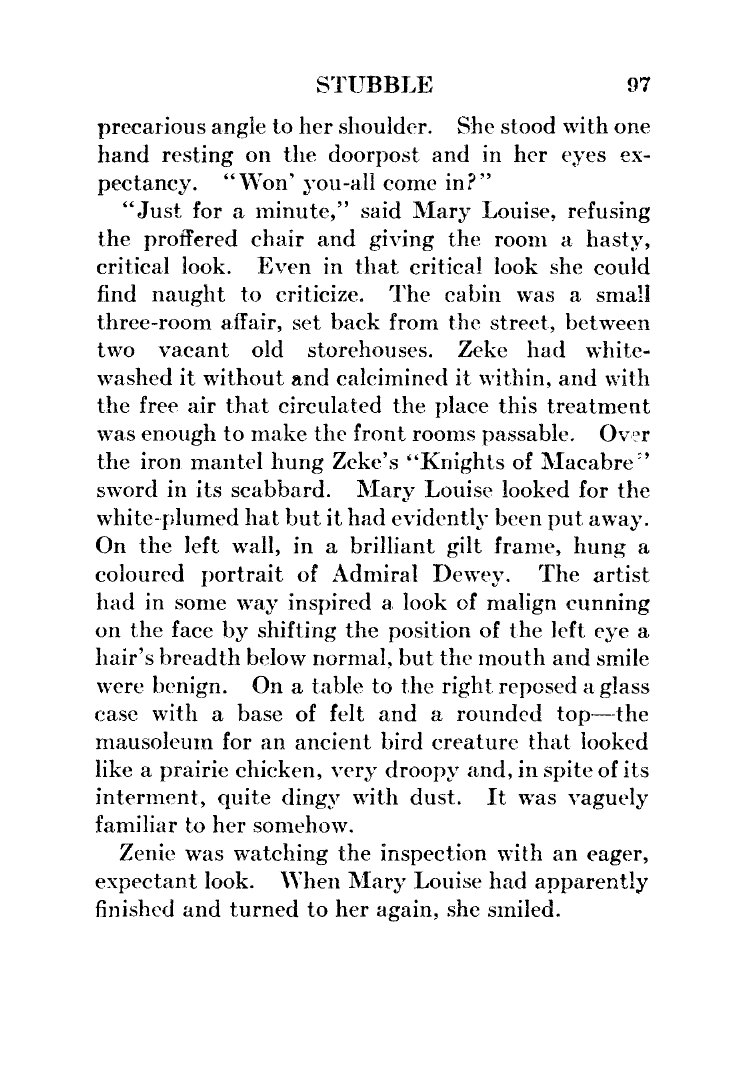 STUBBLE 97
precarious angle to her shoulder. She stood with one
hand resting on the doorpost and in her eyes ex-
pectancy. “Won’ you-all come in?”
“Just for a minute,” said Mary Louise, refusing
the proffered chair and giving the room a hasty,
critical look. Even in that critical look she could
find naught to criticize. The cabin was a small
three-room affair, set back from the street, between
two vacant old storehouses. Zeke had white-
washed it without and calcimined it within, and with
the free air that circulated the place this treatment
was enough to make the front rooms passable. Over
the iron mantel hung Zeke’s “Knights of Macabre”
sword in its scabbard. Mary Louise looked for the
white-plumed hat but it had evidently been put away.
On the left wall, in a brilliant gilt frame, hung a
coloured portrait of Admiral Dewey. The artist
had in some way inspired a look of malign cunning
on the face by shifting the position of the left eye a
hair’s breadth below normal, but the mouth and smile
were benign. On a table to the right reposed a glass
case with a base of felt and a rounded top—the
mausoleum for an ancient bird creature that looked
like a prairie chicken, very droopy and, in spite of its
interment, quite dingy with dust. It was vaguely
familiar to her somehow.
Zenie was watching the inspection with an eager,
expectant look. When Mary Louise had apparently
finished and turned to her again, she smiled.